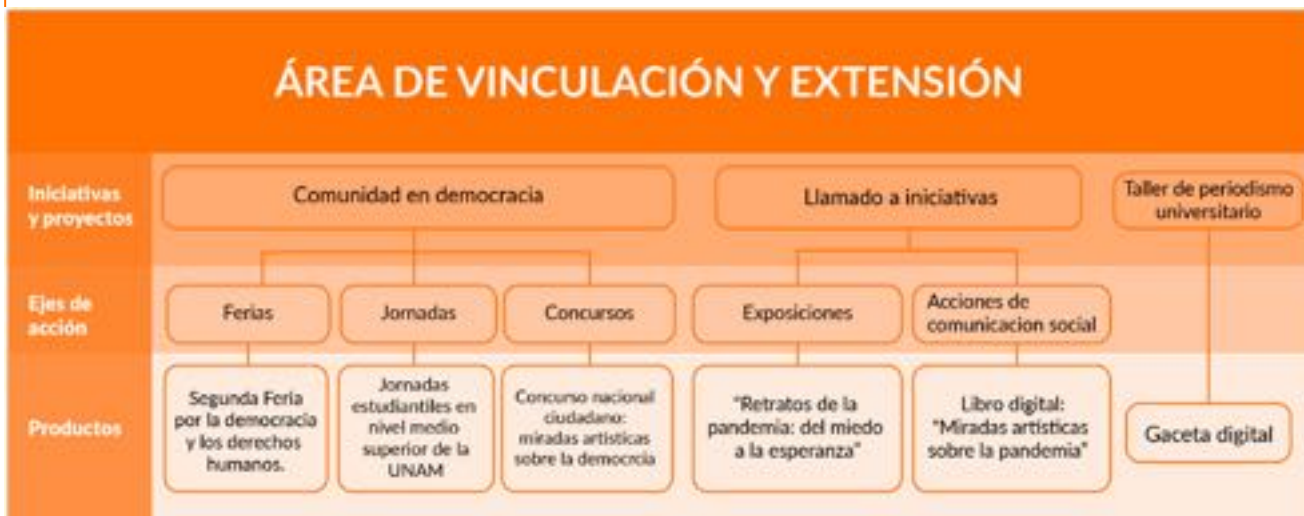 ÁREA DE VINCULACIÓN Y EXTENSIÓN
Iniciativas
y proyectos
Comunidad en democracia
Llamado a iniciativas
Taller de periodismo
universitario
Ejes de
acción
Ferias
Jornadas
Concursos
Exposiciones
Acciones de
comunicacion social
Productos
Segunda Feria
por la democracia
y los derechos
humanos.
Jornadas
estudiantiles en
nivel medio
superior de la
UNAM
Concurso nacional
ciudadano:
miradas artísticas
sobre la democrcia
"Retratos de la
pandemia: del miedo
a la esperanza"
Libro digital:
"Miradas artísticas
sobre la pandemia"
Gaceta digital